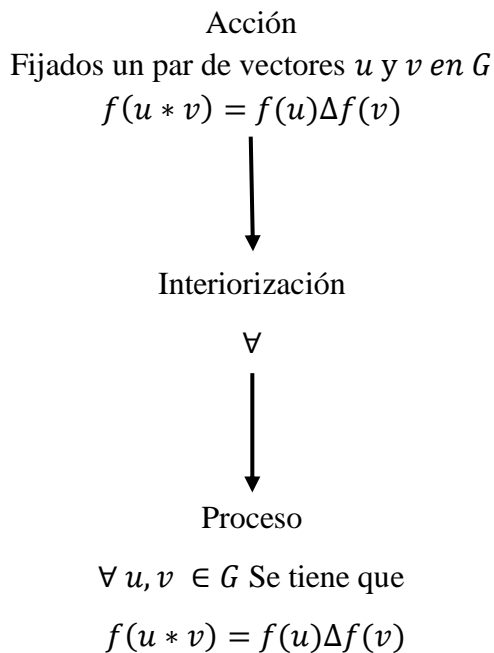 Acción
Fijados un par de vectores u y v en G
f(u ∗ v) = f(u)Δf(v)
Interiorización
∀
Proceso
∀ u, v ∈ G Se tiene que
f(u ∗ v) = f(u)Δf(v)